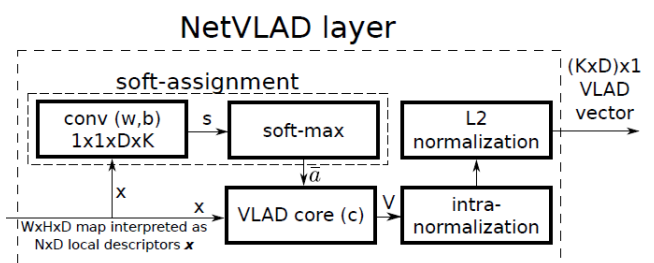 NetVLAD layer
soft-assignment
(KxD)x1
VLAD
vector
conv (w,b)
1x1xDxK
s
soft-max
L2
normalization
x
a̅
x
VLAD core (c)
V
intra-
normalization
WxHxD map interpreted as
NxD local descriptors x